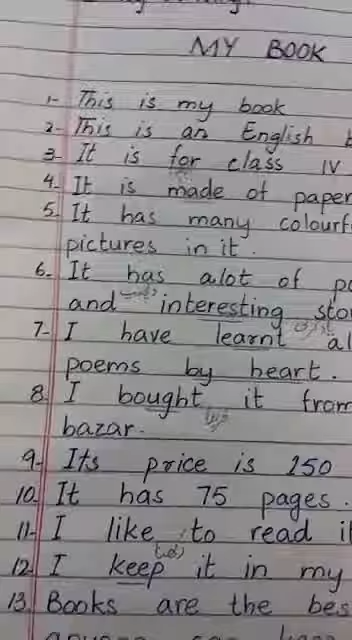 MY BOOK
1- This is my book
2- This is an English
3- It is for class IV
4- It is made of paper
5. It has many
pictures in it.
6- It has alot of
and interesting
7- I have learnt
poems by heart.
8. I bought it from
bazar.
9- Its price is 150
10. It has 75 pages.
11- I like to read
12. I keep it in my
13. Books are the